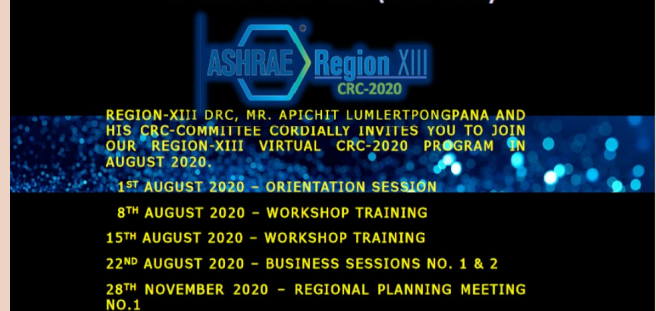 ASHRAE Region XIII
CRC-2020
REGION-XIII DRC, MR. APICHIT LUMLERTPONGPANA AND
HIS CRC-COMMITTEE CORDIALLY INVITES YOU TO JOIN
OUR REGION-XIII VIRTUAL CRC-2020 PROGRAM IN
AUGUST 2020.
1ST AUGUST 2020 – ORIENTATION SESSION
8TH AUGUST 2020 – WORKSHOP TRAINING
15TH AUGUST 2020 – WORKSHOP TRAINING
22ND AUGUST 2020 – BUSINESS SESSIONS NO. 1 & 2
28TH NOVEMBER 2020 – REGIONAL PLANNING MEETING
NO.1